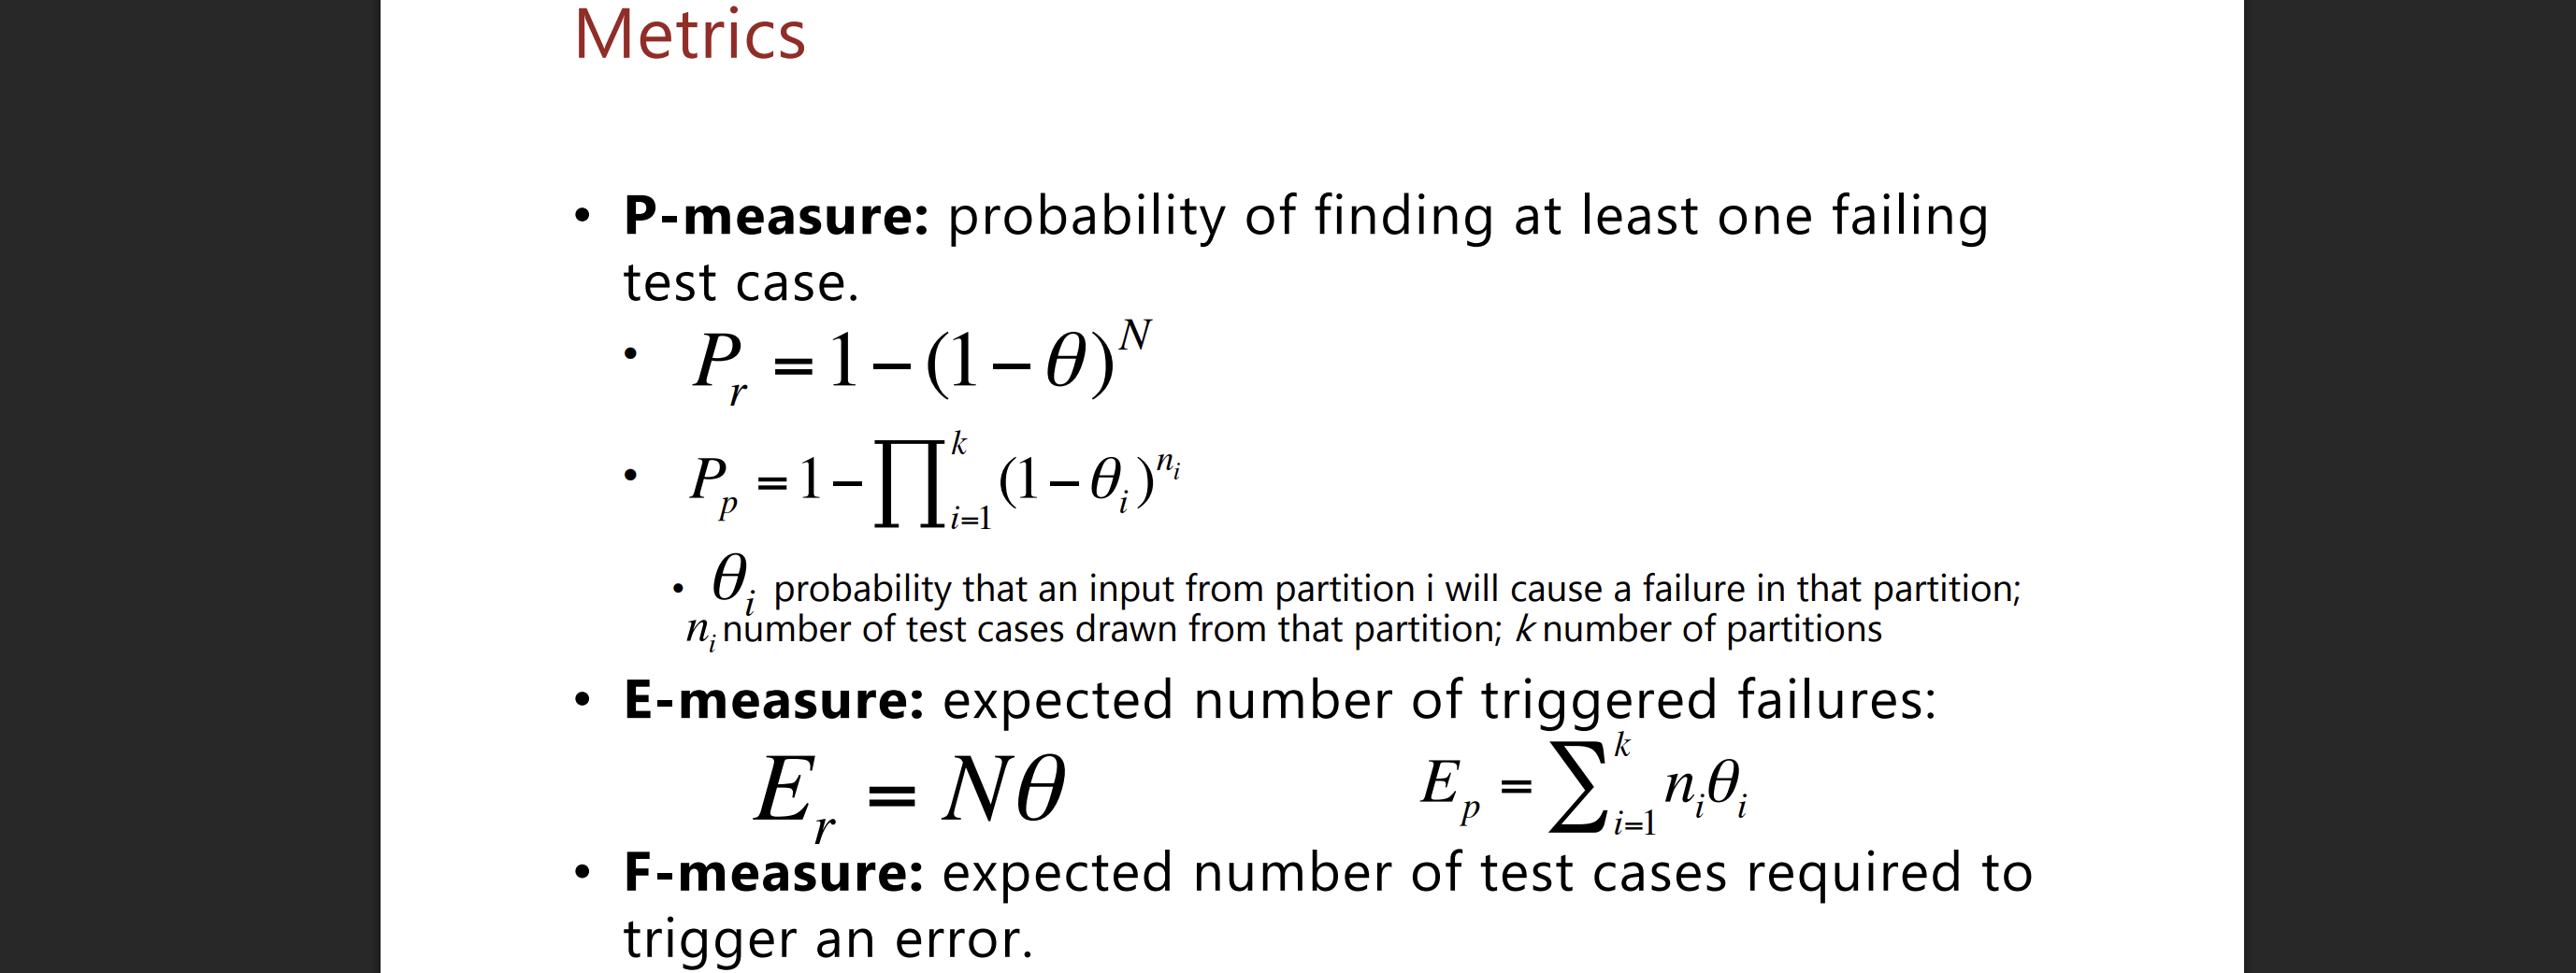 Metrics
• P-measure: probability of finding at least one failing
test case.
• P_r = 1 − (1 − θ)^N
• P_p = 1 − ∏_{i=1}^{k} (1 − θ_i)^{n_i}
• θ_i probability that an input from partition i will cause a failure in that partition;
n_i number of test cases drawn from that partition; k number of partitions
• E-measure: expected number of triggered failures:
E_r = Nθ E_p = ∑_{i=1}^{k} n_i θ_i
• F-measure: expected number of test cases required to
trigger an error.